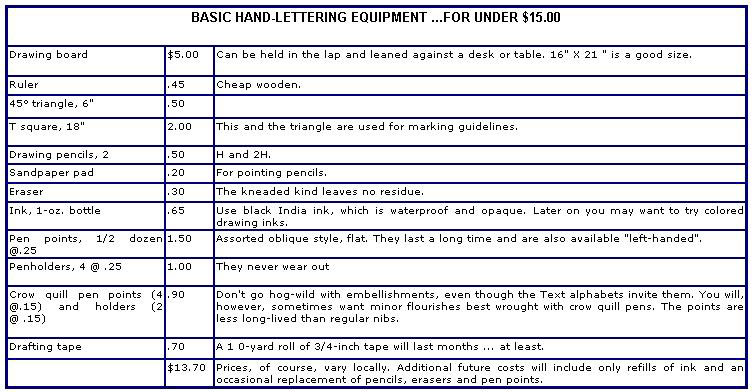 BASIC HAND-LETTERING EQUIPMENT ...FOR UNDER $15.00
Drawing board $5.00 Can be held in the lap and leaned against a desk or table. 16" X 21 " is a good size.
Ruler .45 Cheap wooden.
45º triangle, 6" .50
T square, 18" 2.00 This and the triangle are used for marking guidelines.
Drawing pencils, 2 .50 H and 2H.
Sandpaper pad .20 For pointing pencils.
Eraser .30 The kneaded kind leaves no residue.
Ink, 1-oz. bottle .65 Use black India ink, which is waterproof and opaque. Later on you may want to try colored
drawing inks.
Pen points, 1/2 dozen 1.50 Assorted oblique style, flat. They last a long time and are also available "left-handed".
@.25
Penholders, 4 @ .25 1.00 They never wear out
Crow quill pen points (4 .90 Don't go hog-wild with embellishments, even though the Text alphabets invite them. You will,
@.15) and holders (2 however, sometimes want minor flourishes best wrought with crow quill pens. The points are
@ .15) less long-lived than regular nibs.
Drafting tape .70 A 1 0-yard roll of 3/4-inch tape will last months ... at least.
$13.70 Prices, of course, vary locally. Additional future costs will include only refills of ink and an
occasional replacement of pencils, erasers and pen points.